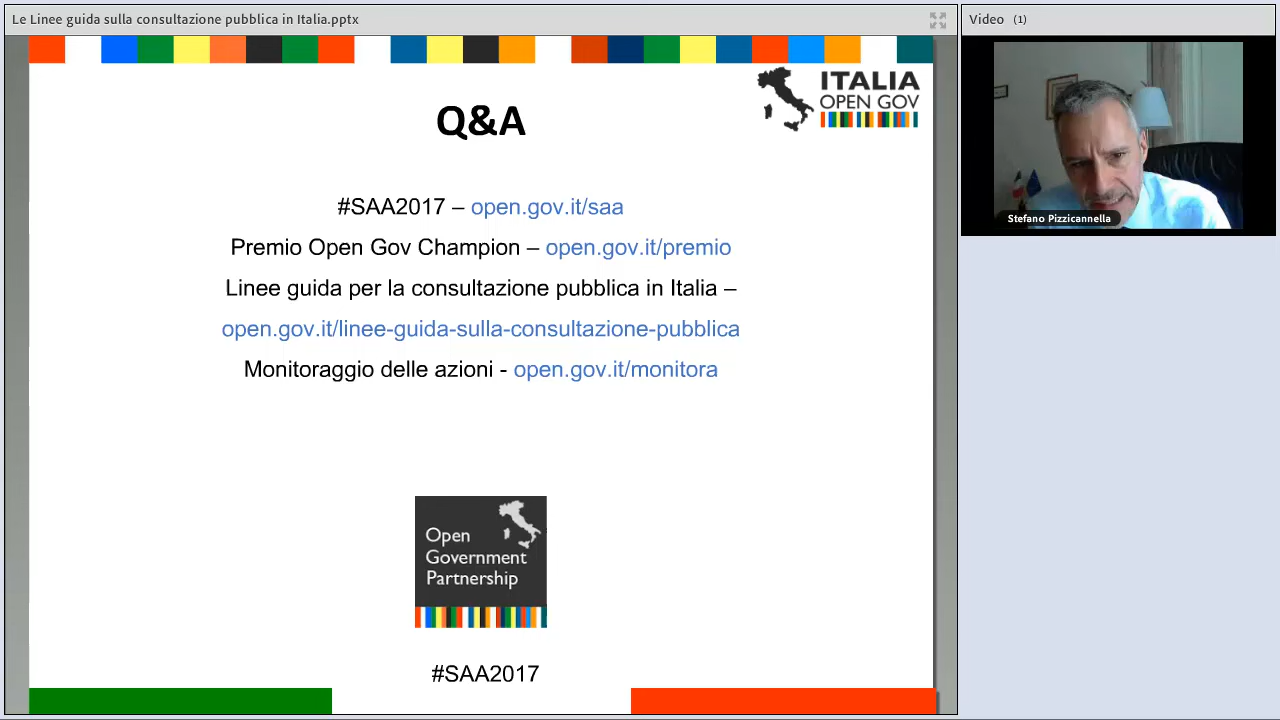 Le Linee guida sulla consultazione pubblica in Italia.pptx
Video (1)
ITALIA
OPEN GOV
Q&A
#SAA2017 – open.gov.it/saa
Premio Open Gov Champion – open.gov.it/premio
Linee guida per la consultazione pubblica in Italia –
open.gov.it/linee-guida-sulla-consultazione-pubblica
Monitoraggio delle azioni - open.gov.it/monitora
Stefano Pizzicannella
Open
Government
Partnership
#SAA2017